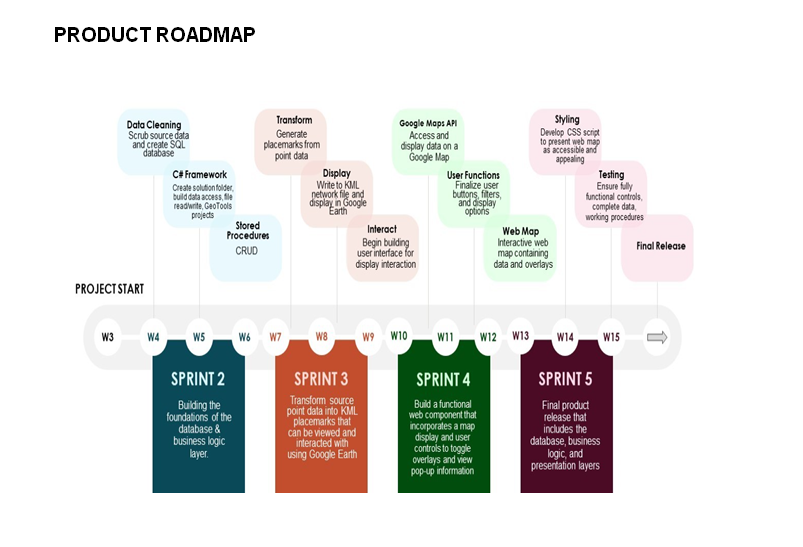 PRODUCT ROADMAP
Data Cleaning
Scrub source data
and create SQL
database
C# Framework
Create solution folder,
build data access, file
read/write, GeoTools
projects
Stored
Procedures
CRUD
Transform
Generate
placemarks from
point data
Display
Write to KML
network file and
display in Google
Earth
Interact
Begin building
user interface for
display interaction
Google Maps API
Access and
display data on a
Google Map
User Functions
Finalize user
buttons, filters,
and display
options
Web Map
Interactive web
map containing
data and overlays
Styling
Develop CSS script
to present web map
as accessible and
appealing
Testing
Ensure fully
functional controls,
complete data,
working procedures
Final Release
PROJECT START
W3 W4 W5 W6 W7 W8 W9 W10 W11 W12 W13 W14 W15
SPRINT 2
Building the
foundations of the
database &
business logic
layer.
SPRINT 3
Transform source
point data into KML
placemarks that
can be viewed and
interacted with
using Google Earth
SPRINT 4
Build a functional
web component that
incorporates a map
display and user
controls to toggle
overlays and view
pop-up information
SPRINT 5
Final product
release that
includes the
database, business
logic, and
presentation layers